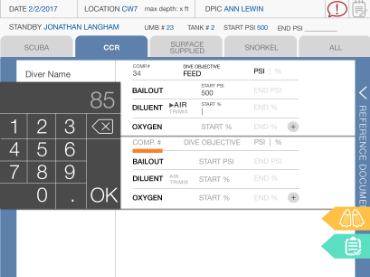 DATE 2/2/2017 LOCATION CW7 max depth: x ft DPIC ANN LEWIN
STANDBY JONATHAN LANGHAM UMB # 23 TANK # 2 START PSI 500 END PSI
SCUBA CCR SURFACE SUPPLIED SNORKEL ALL
Diver Name
COMP# DIVE OBJECTIVE PSI | %
34 FEED
START PSI
BAILOUT 500 END PSI
START %
DILUENT ▸AIR TRIMIX END %
OXYGEN START % END % +
COMP. # DIVE OBJECTIVE PSI | %
BAILOUT START PSI END PSI
DILUENT AIR TRIMIX START % END %
OXYGEN START % END % +
85
1 2 3
4 5 6
7 8 9
0 . OK
REFERENCE DOCUME